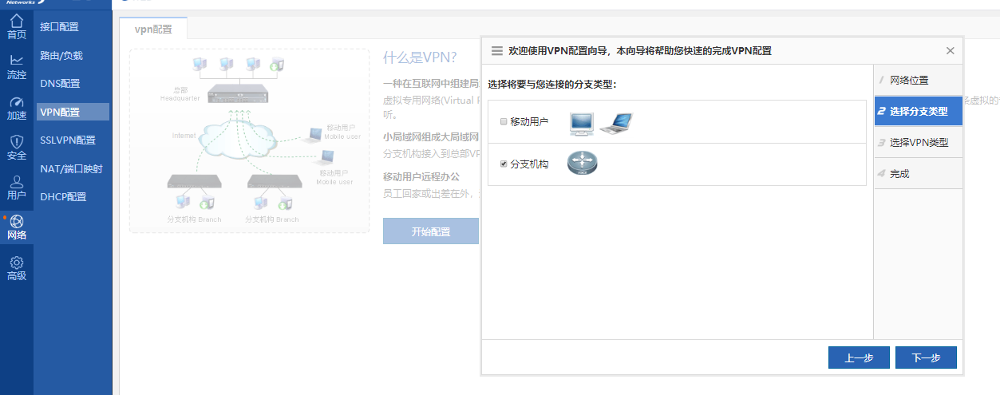 Networks
首页
流控
加速
安全
用户
网络
高级
接口配置
路由/负载
DNS配置
VPN配置
SSLVPN配置
NAT/端口映射
DHCP配置
vpn配置
总部
Headquarter
Internet
移动用户
Mobile user
移动用户
Mobile user
分支机构 Branch
分支机构 Branch
什么是VPN?
一种在互联网中组建局
虚拟专用网络(Virtual
听。
小局域网组成大局域网
分支机构接入到总部VP
移动用户远程办公
员工回家或出差在外，
开始配置
条虚拟的
欢迎使用VPN配置向导，本向导将帮助您快速的完成VPN配置
选择将要与您连接的分支类型：
移动用户
分支机构
1 网络位置
2 选择分支类型
3 选择VPN类型
4 完成
上一步
下一步